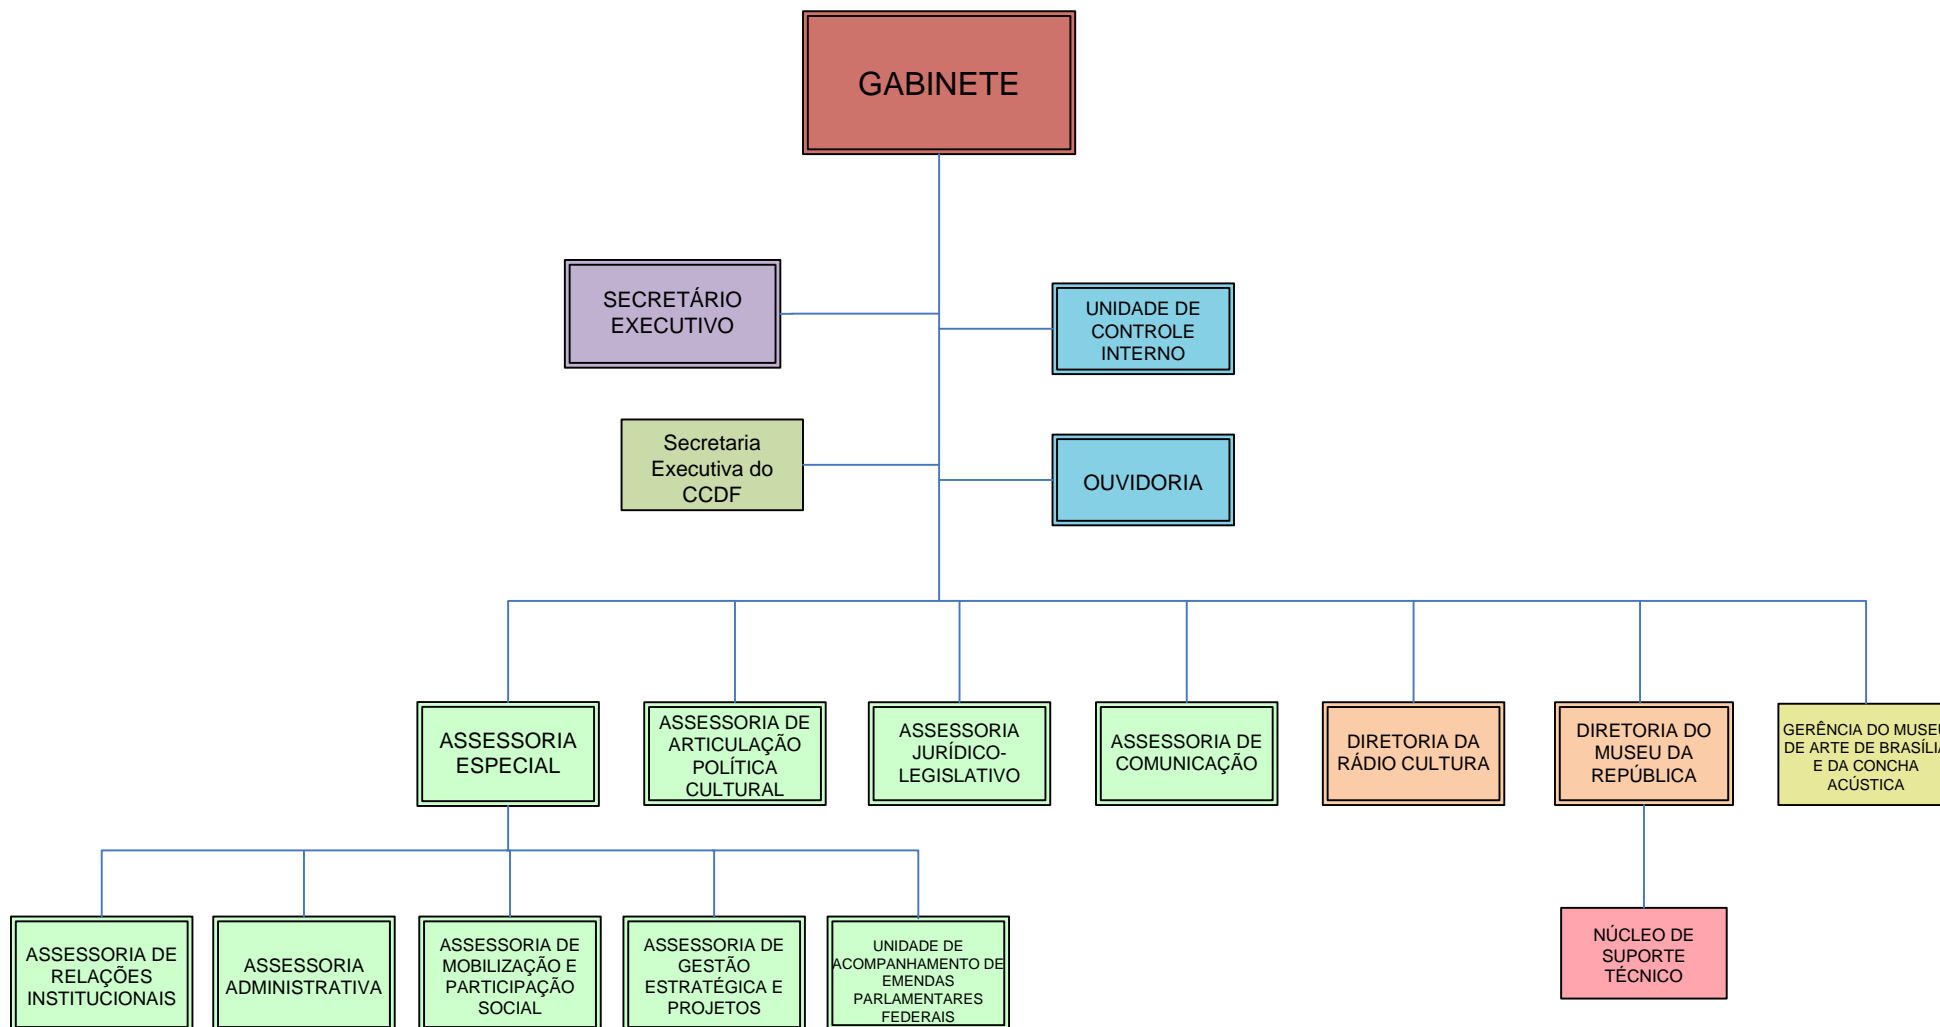 GABINETE
SECRETÁRIO
EXECUTIVO
UNIDADE DE
CONTROLE
INTERNO
Secretaria
Executiva do
CCDF
OUVIDORIA
ASSESSORIA
ESPECIAL
ASSESSORIA DE
ARTICULAÇÃO
POLÍTICA
CULTURAL
ASSESSORIA
JURÍDICO-
LEGISLATIVO
ASSESSORIA DE
COMUNICAÇÃO
DIRETORIA DA
RÁDIO CULTURA
DIRETORIA DO
MUSEU DA
REPÚBLICA
GERÊNCIA DO MUSEU
DE ARTE DE BRASÍLIA
E DA CONCHA
ACÚSTICA
ASSESSORIA DE
RELAÇÕES
INSTITUCIONAIS
ASSESSORIA
ADMINISTRATIVA
ASSESSORIA DE
MOBILIZAÇÃO E
PARTICIPAÇÃO
SOCIAL
ASSESSORIA DE
GESTÃO
ESTRATÉGICA E
PROJETOS
UNIDADE DE
ACOMPANHAMENTO DE
EMENDAS
PARLAMENTARES
FEDERAIS
NÚCLEO DE
SUPORTE
TÉCNICO